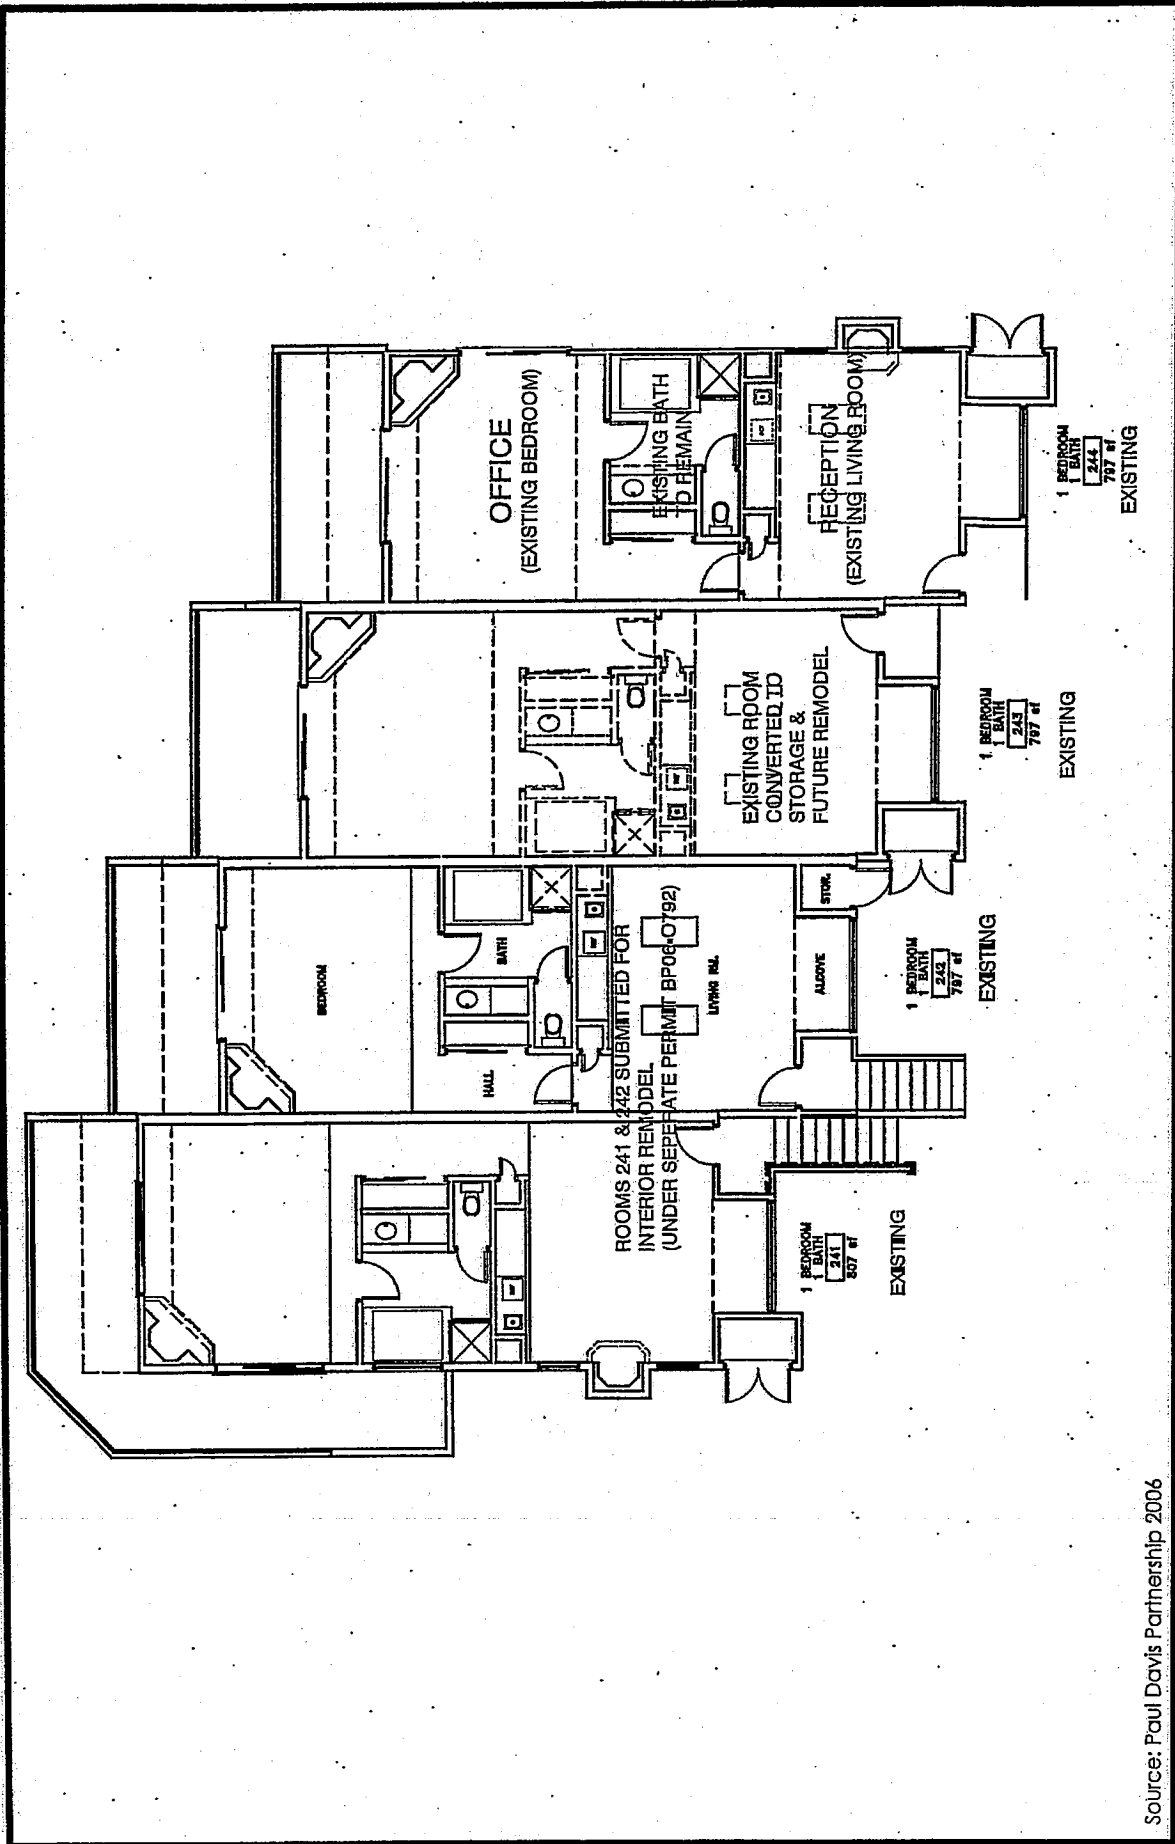 BEDROOM
HALL
BATH
ROOMS 241 & 242 SUBMITTED FOR
INTERIOR REMODEL
(UNDER SEPERATE PERMIT BP06-0792)
LIVING RM.
ALCOVE
STOR.
OFFICE
(EXISTING BEDROOM)
EXISTING BATH
TO REMAIN
EXISTING ROOM
CONVERTED TO
STORAGE &
FUTURE REMODEL
RECEPTION
(EXISTING LIVING ROOM)
1 BEDROOM
1 BATH
241
807 sf
EXISTING
1 BEDROOM
1 BATH
242
797 sf
EXISTING
1 BEDROOM
1 BATH
243
797 sf
EXISTING
1 BEDROOM
1 BATH
244
797 sf
EXISTING
Source: Paul Davis Partnership 2006